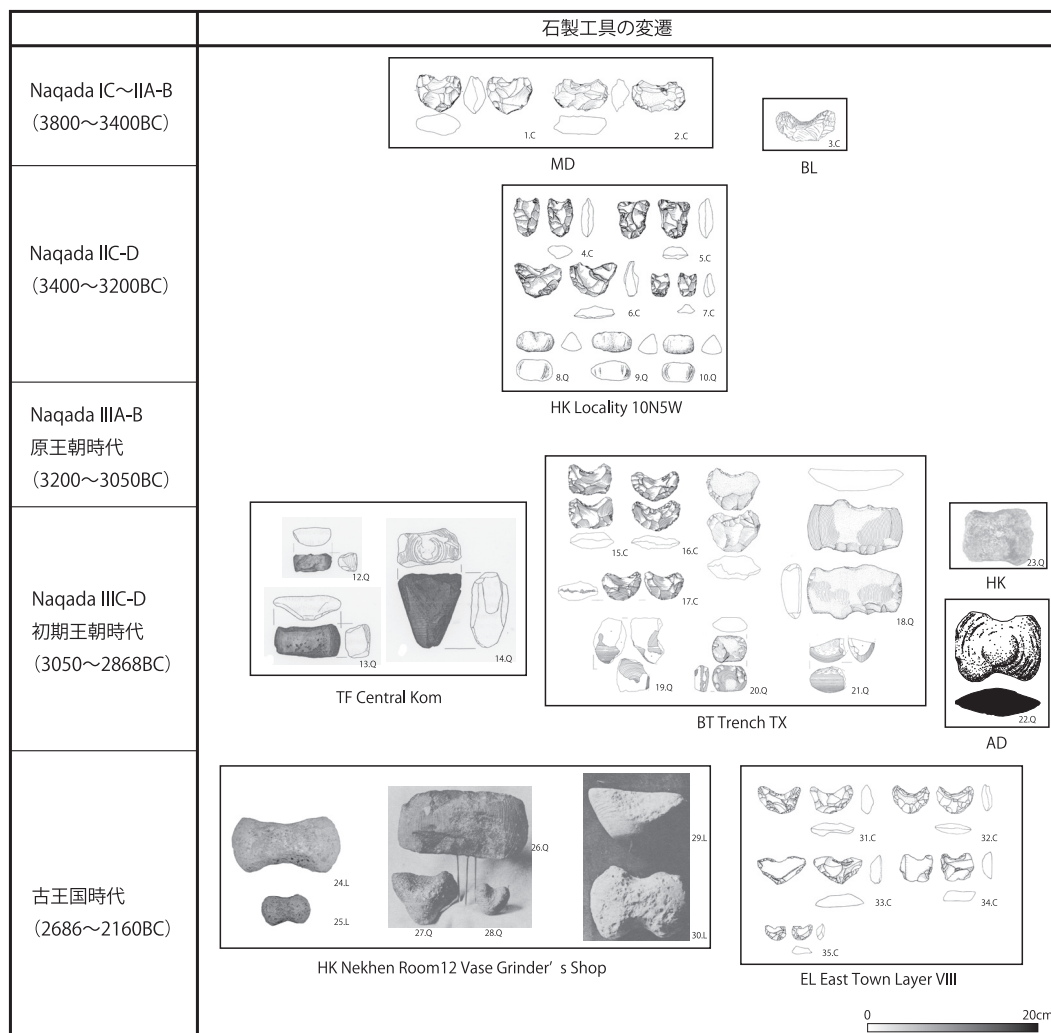 石製工具の変遷
Naqada IC〜IIA-B
(3800〜3400BC)
1.C
2.C
MD
3.C
BL
Naqada IIC-D
(3400〜3200BC)
4.C
5.C
6.C
7.C
8.Q
9.Q
10.Q
HK Locality 10N5W
Naqada IIIA-B
原王朝時代
(3200〜3050BC)
Naqada IIIC-D
初期王朝時代
(3050〜2868BC)
12.Q
13.Q
14.Q
TF Central Kom
15.C
16.C
17.C
18.Q
19.Q
20.Q
21.Q
BT Trench TX
23.Q
HK
22.Q
AD
古王国時代
(2686〜2160BC)
24.L
25.L
26.Q
27.Q
28.Q
29.L
30.L
HK Nekhen Room12 Vase Grinder’ s Shop
31.C
32.C
33.C
34.C
35.C
EL East Town Layer VIII
0 20cm